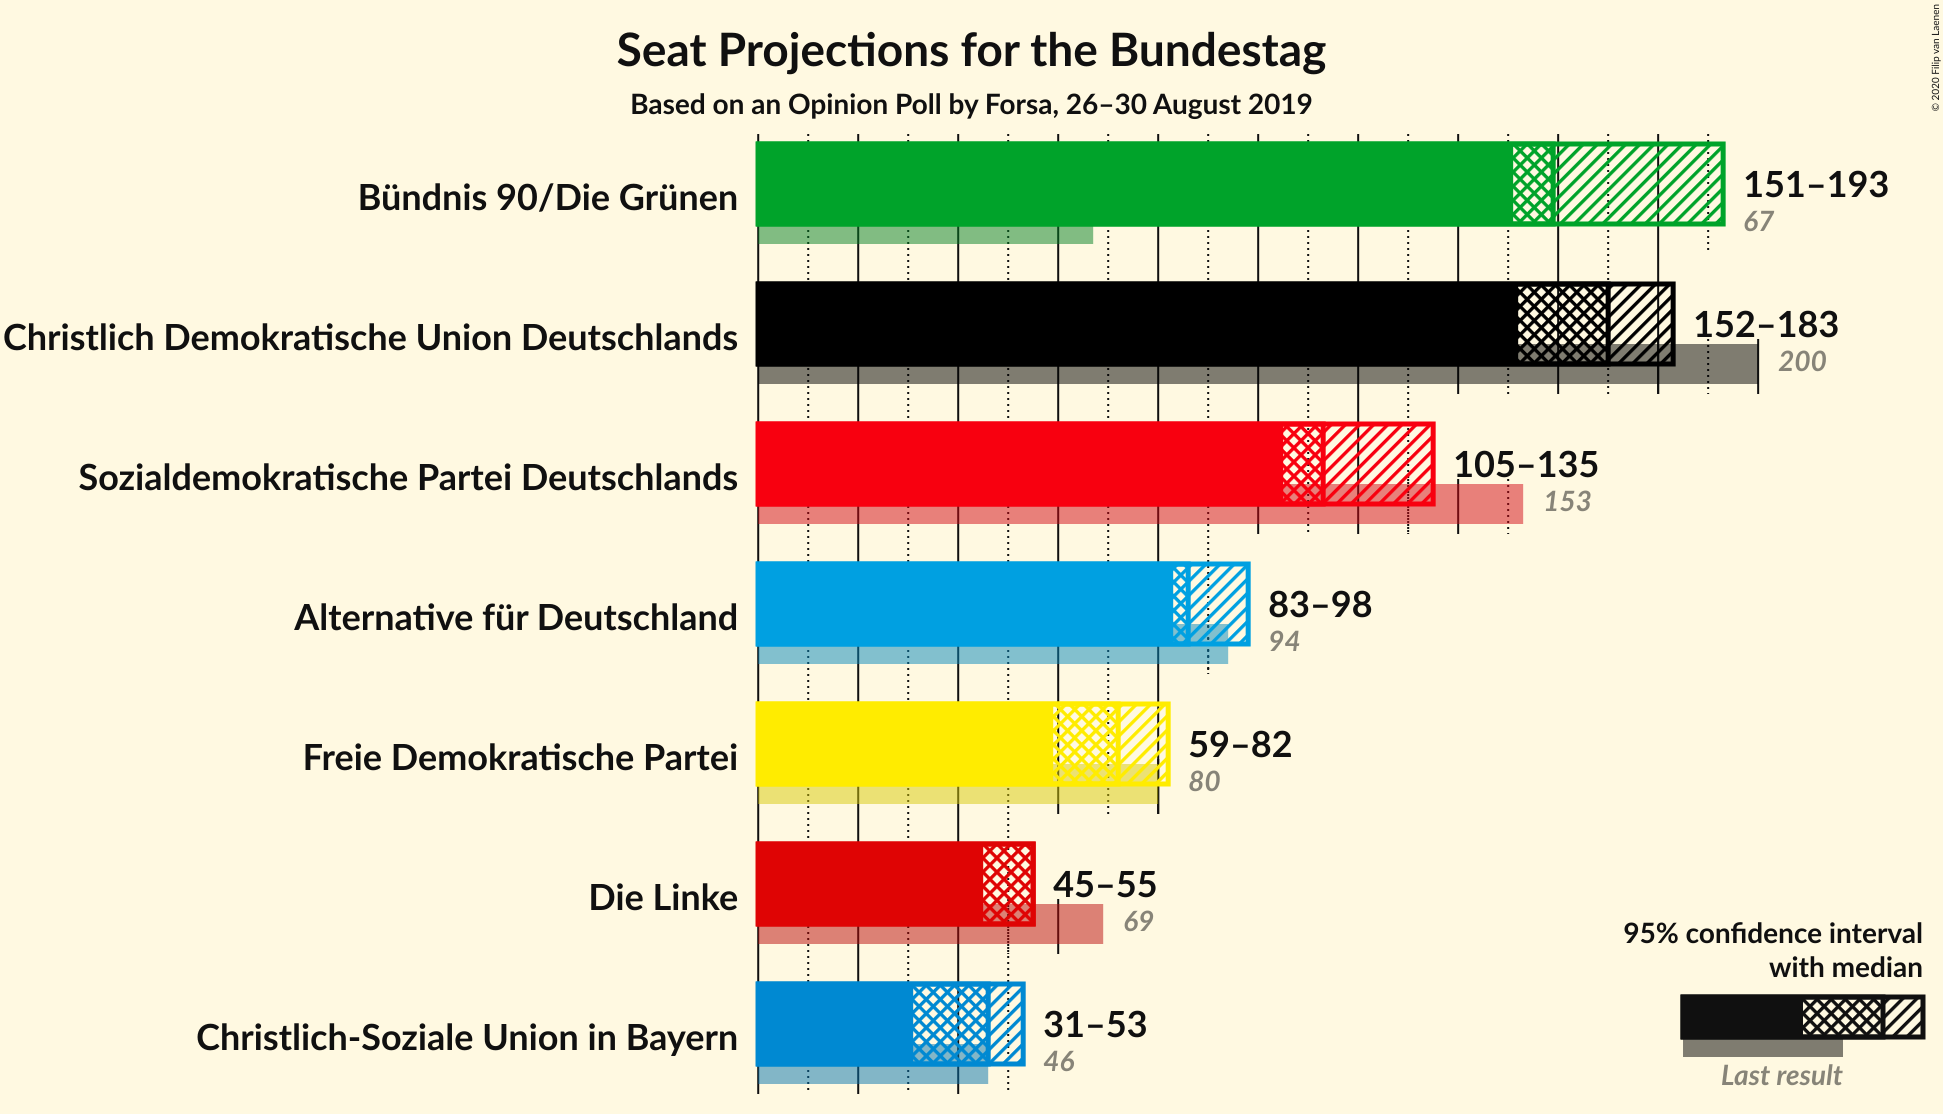 Seat Projections for the Bundestag
Based on an Opinion Poll by Forsa, 26–30 August 2019
© 2020 Filip van Laenen
Bündnis 90/Die Grünen
151–193
67
Christlich Demokratische Union Deutschlands
152–183
200
Sozialdemokratische Partei Deutschlands
105–135
153
Alternative für Deutschland
83–98
94
Freie Demokratische Partei
59–82
80
Die Linke
45–55
69
Christlich-Soziale Union in Bayern
31–53
46
95% confidence interval
with median
Last result